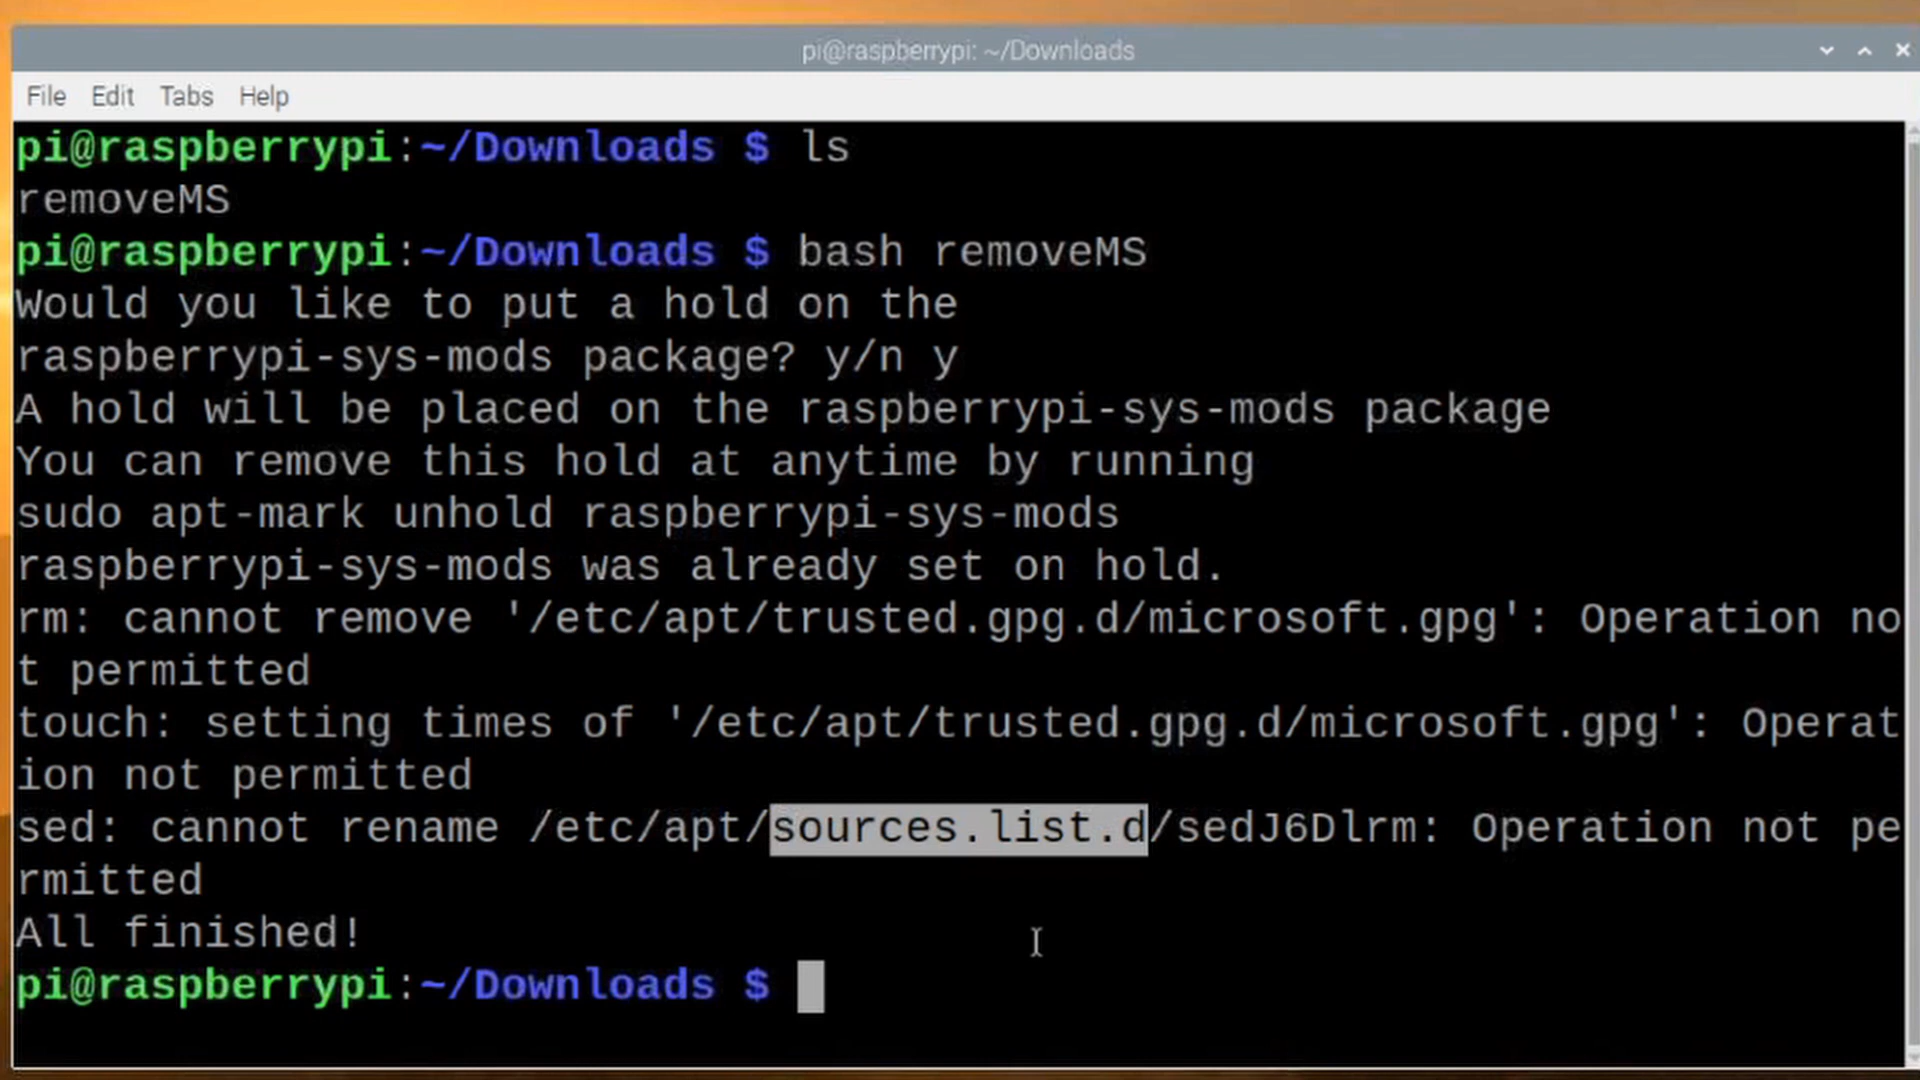 pi@raspberrypi: ~/Downloads
File Edit Tabs Help
pi@raspberrypi:~/Downloads $ ls
removeMS
pi@raspberrypi:~/Downloads $ bash removeMS
Would you like to put a hold on the
raspberrypi-sys-mods package? y/n y
A hold will be placed on the raspberrypi-sys-mods package
You can remove this hold at anytime by running
sudo apt-mark unhold raspberrypi-sys-mods
raspberrypi-sys-mods was already set on hold.
rm: cannot remove '/etc/apt/trusted.gpg.d/microsoft.gpg': Operation no
t permitted
touch: setting times of '/etc/apt/trusted.gpg.d/microsoft.gpg': Operat
ion not permitted
sed: cannot rename /etc/apt/sources.list.d/sedJ6Dlrm: Operation not pe
rmitted
All finished!
pi@raspberrypi:~/Downloads $